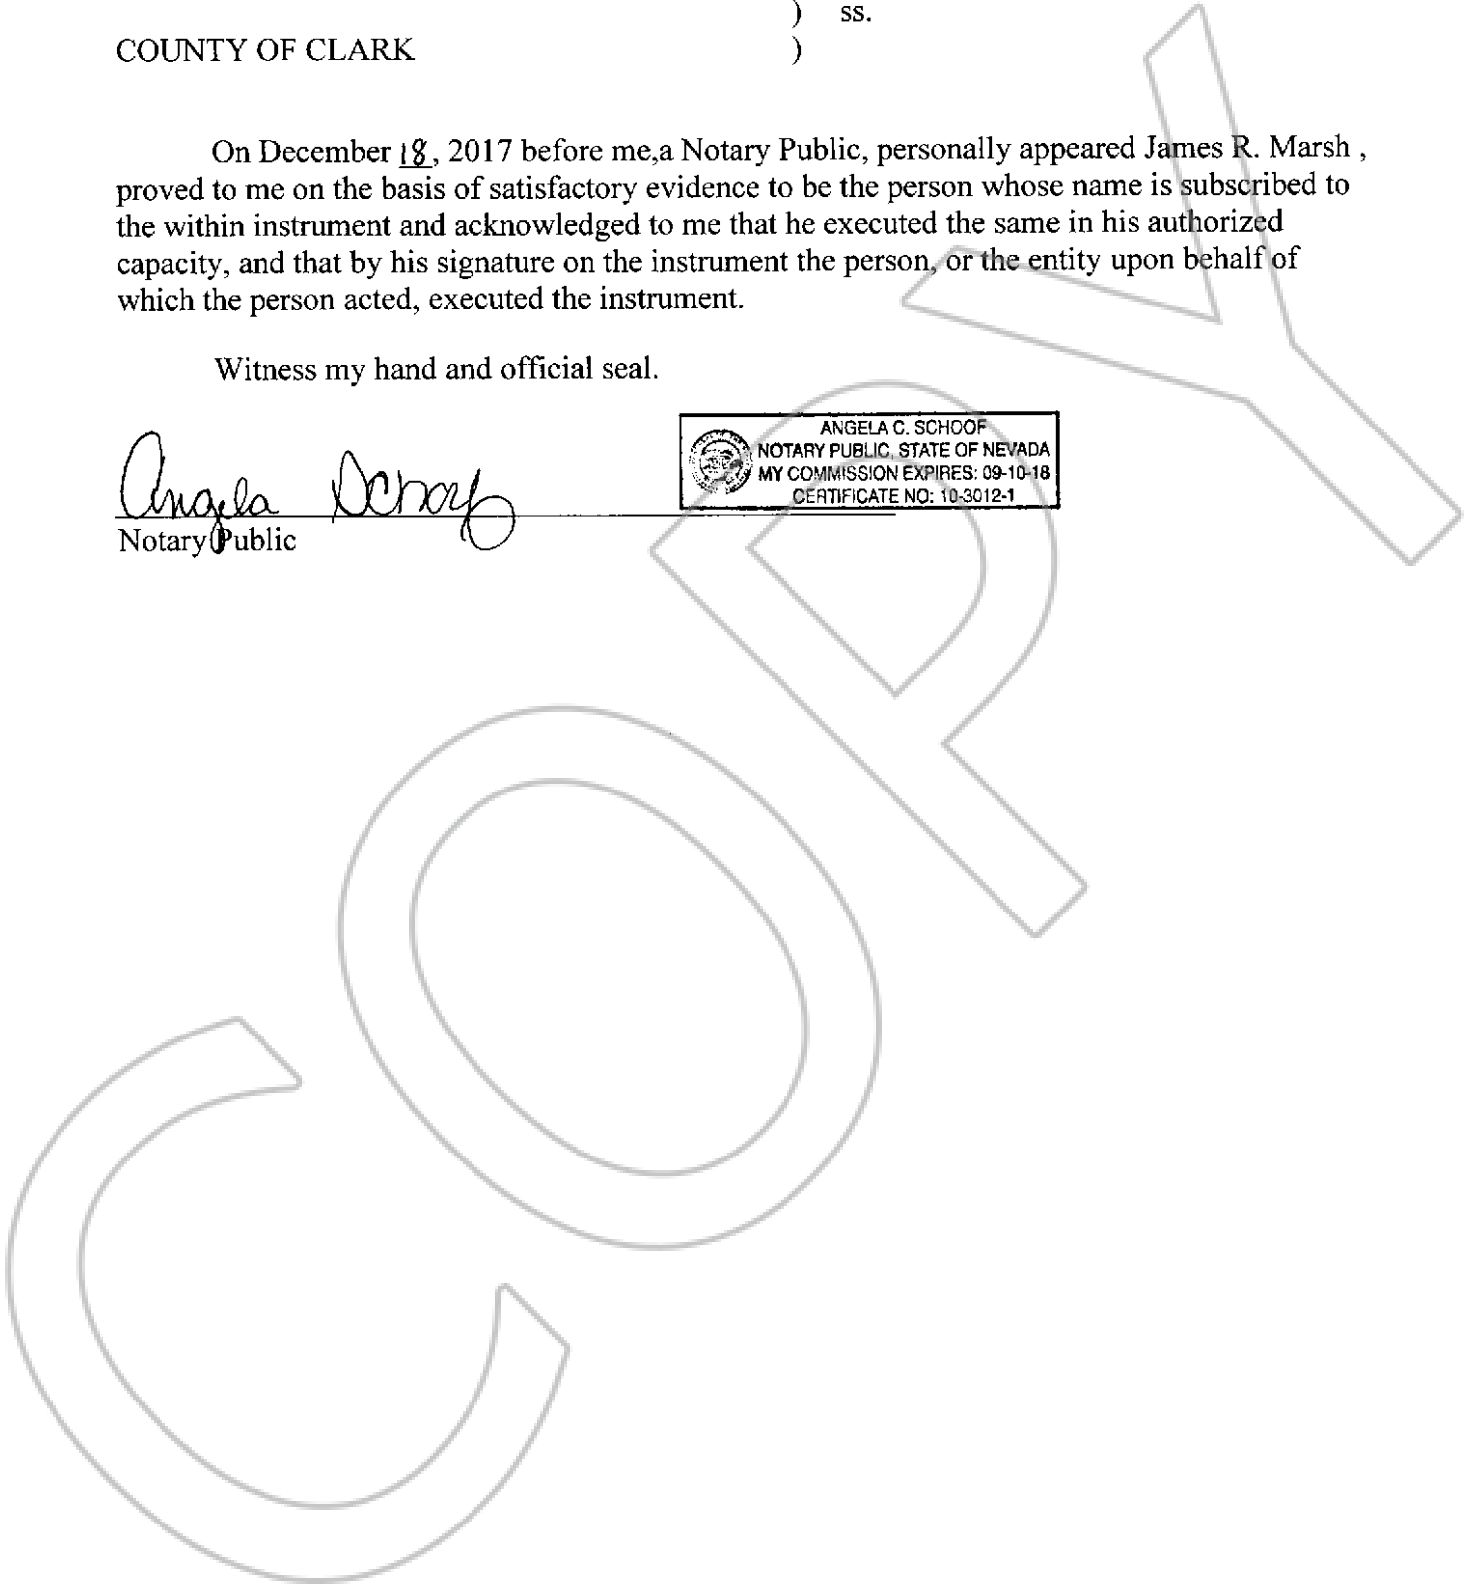 ) ss.
COUNTY OF CLARK )
On December 18, 2017 before me,a Notary Public, personally appeared James R. Marsh ,
proved to me on the basis of satisfactory evidence to be the person whose name is subscribed to
the within instrument and acknowledged to me that he executed the same in his authorized
capacity, and that by his signature on the instrument the person, or the entity upon behalf of
which the person acted, executed the instrument.
Witness my hand and official seal.
Angela Schoof
ANGELA C. SCHOOF
NOTARY PUBLIC, STATE OF NEVADA
MY COMMISSION EXPIRES: 09-10-18
CERTIFICATE NO: 10-3012-1
Notary Public
COPY